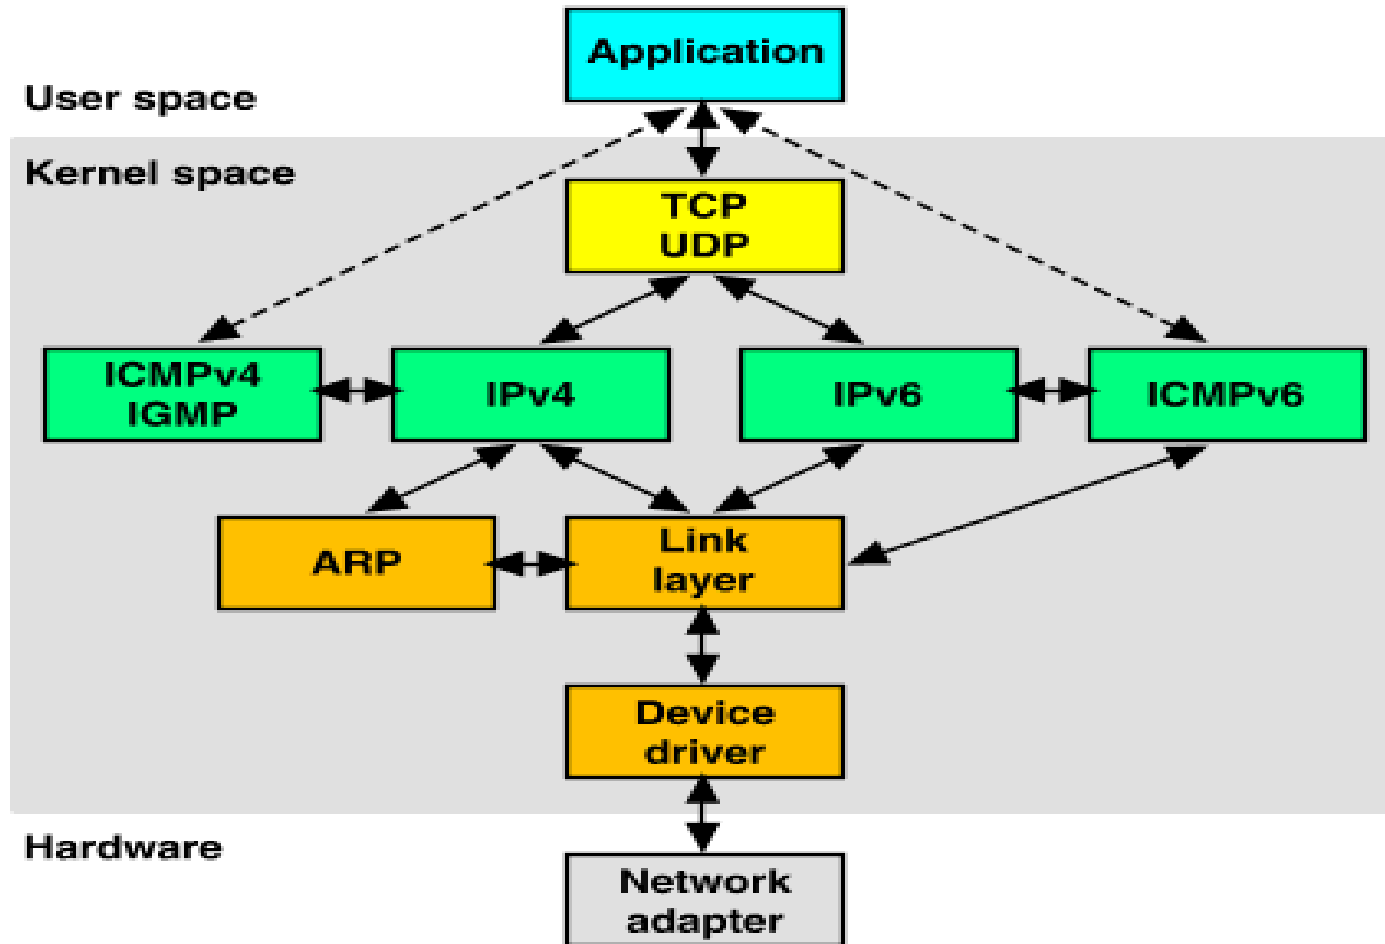 Application
User space
Kernel space
TCP
UDP
ICMPv4
IGMP
IPv4
IPv6
ICMPv6
ARP
Link
layer
Device
driver
Hardware
Network
adapter